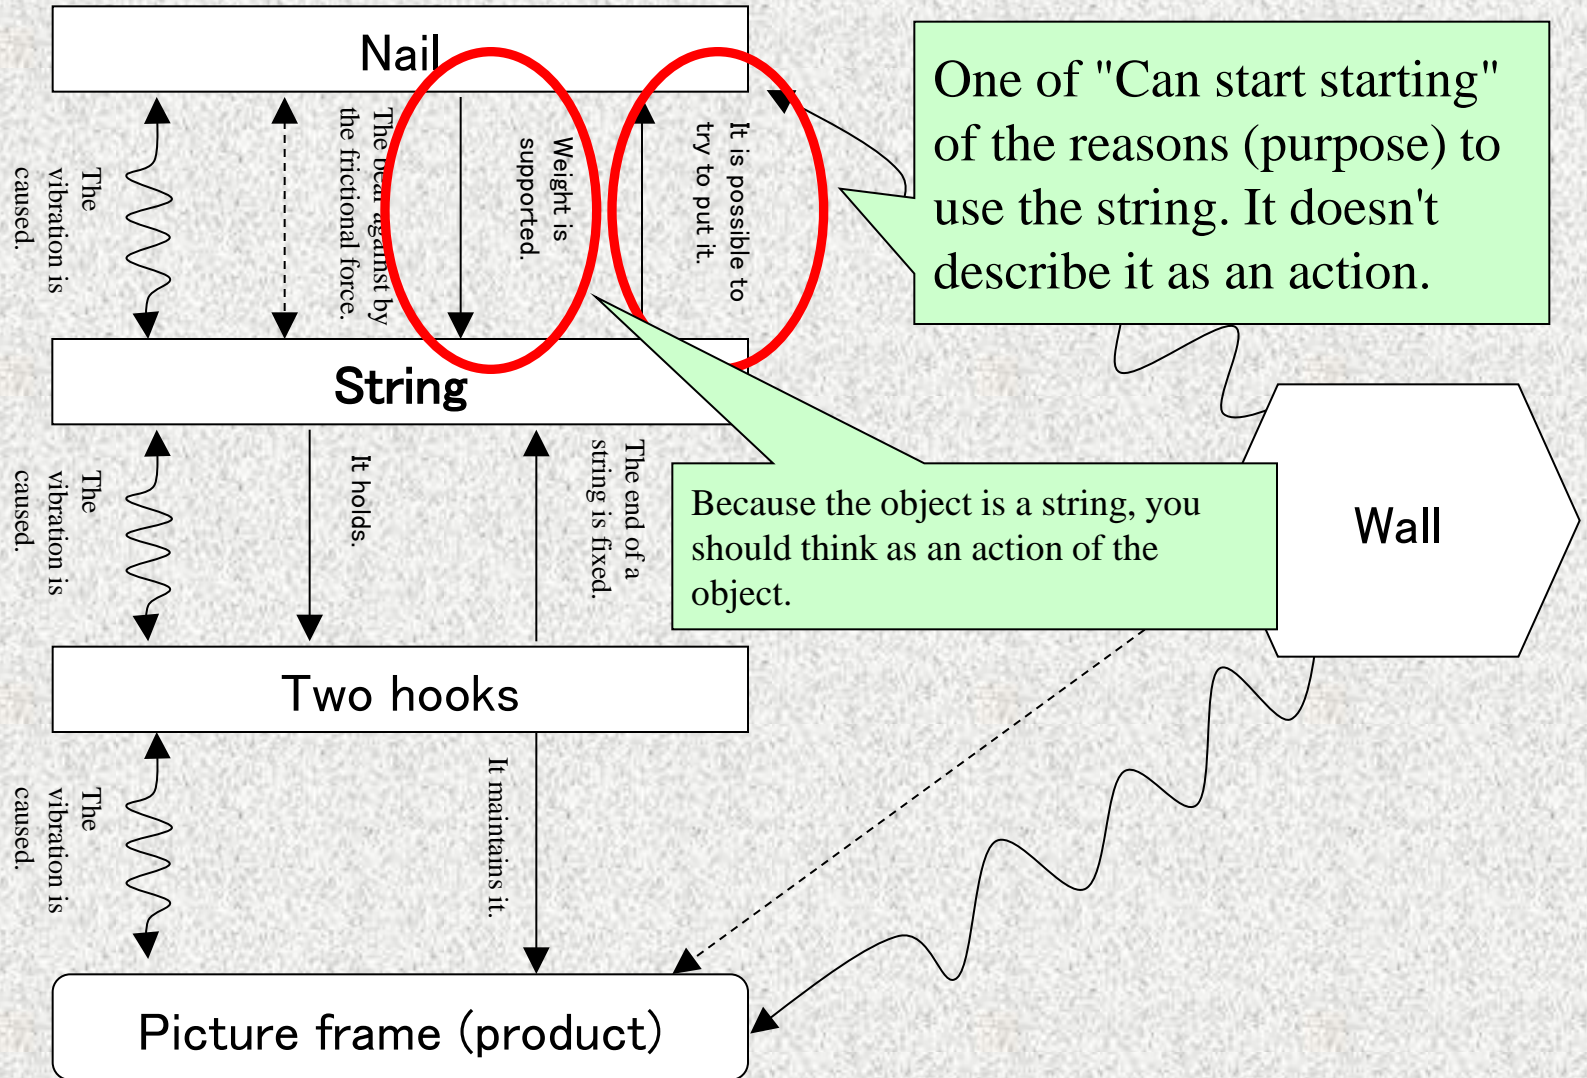 Nail
One of "Can start starting"
of the reasons (purpose) to
use the string. It doesn't
describe it as an action.
The
vibration is
caused.
The bear against by
the frictional force.
Weight is
supported.
It is possible to
try to put it.
String
The
vibration is
caused.
It holds.
The end of a
string is fixed.
Because the object is a string, you
should think as an action of the
object.
Wall
Two hooks
The
vibration is
caused.
It maintains it.
Picture frame (product)